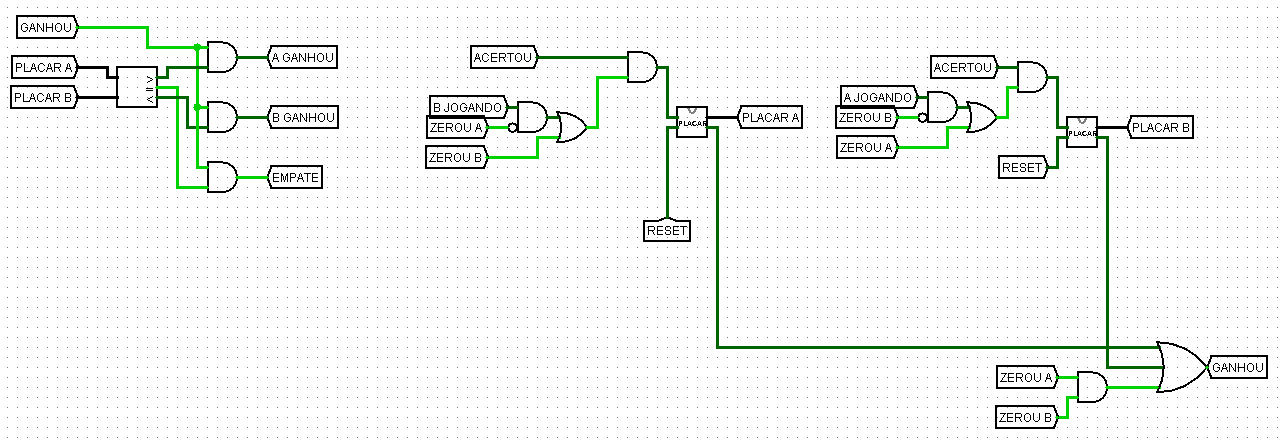 GANHOU
PLACAR A
PLACAR B
> = <
A GANHOU
B GANHOU
EMPATE
ACERTOU
B JOGANDO
ZEROU A
ZEROU B
PLACAR
PLACAR A
RESET
ACERTOU
A JOGANDO
ZEROU B
ZEROU A
PLACAR
PLACAR B
RESET
ZEROU A
ZEROU B
GANHOU